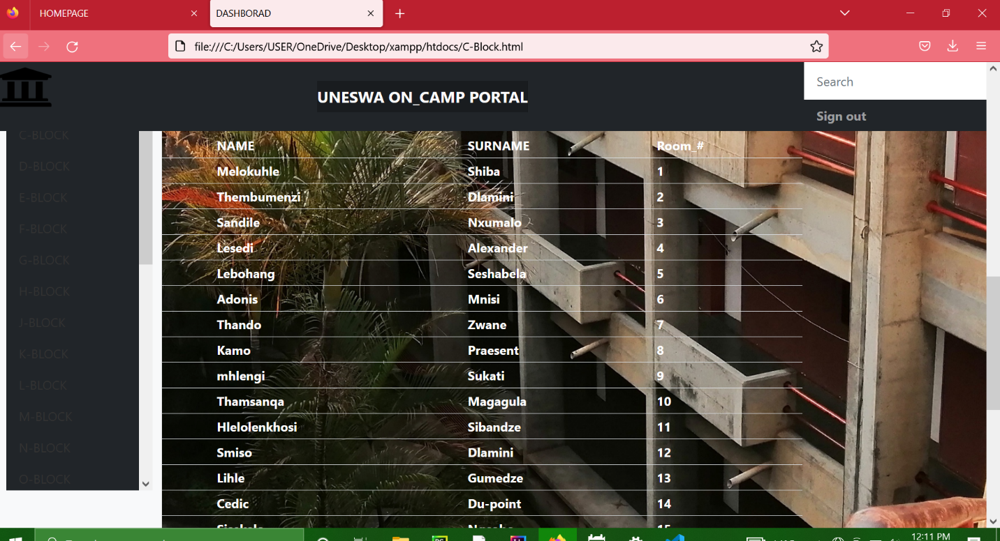 HOMEPAGE
DASHBORAD
file:///C:/Users/USER/OneDrive/Desktop/xampp/htdocs/C-Block.html
UNESWA ON_CAMP PORTAL
Search
Sign out
C-BLOCK
D-BLOCK
E-BLOCK
F-BLOCK
G-BLOCK
H-BLOCK
J-BLOCK
K-BLOCK
L-BLOCK
M-BLOCK
N-BLOCK
O-BLOCK
NAME SURNAME Room_#
Melokuhle Shiba 1
Thembumenzi Dlamini 2
Sandile Nxumalo 3
Lesedi Alexander 4
Lebohang Seshabela 5
Adonis Mnisi 6
Thando Zwane 7
Kamo Praesent 8
mhlengi Sukati 9
Thamsanqa Magagula 10
Hlelolenkhosi Sibandze 11
Smiso Dlamini 12
Lihle Gumedze 13
Cedic Du-point 14
12:11 PM